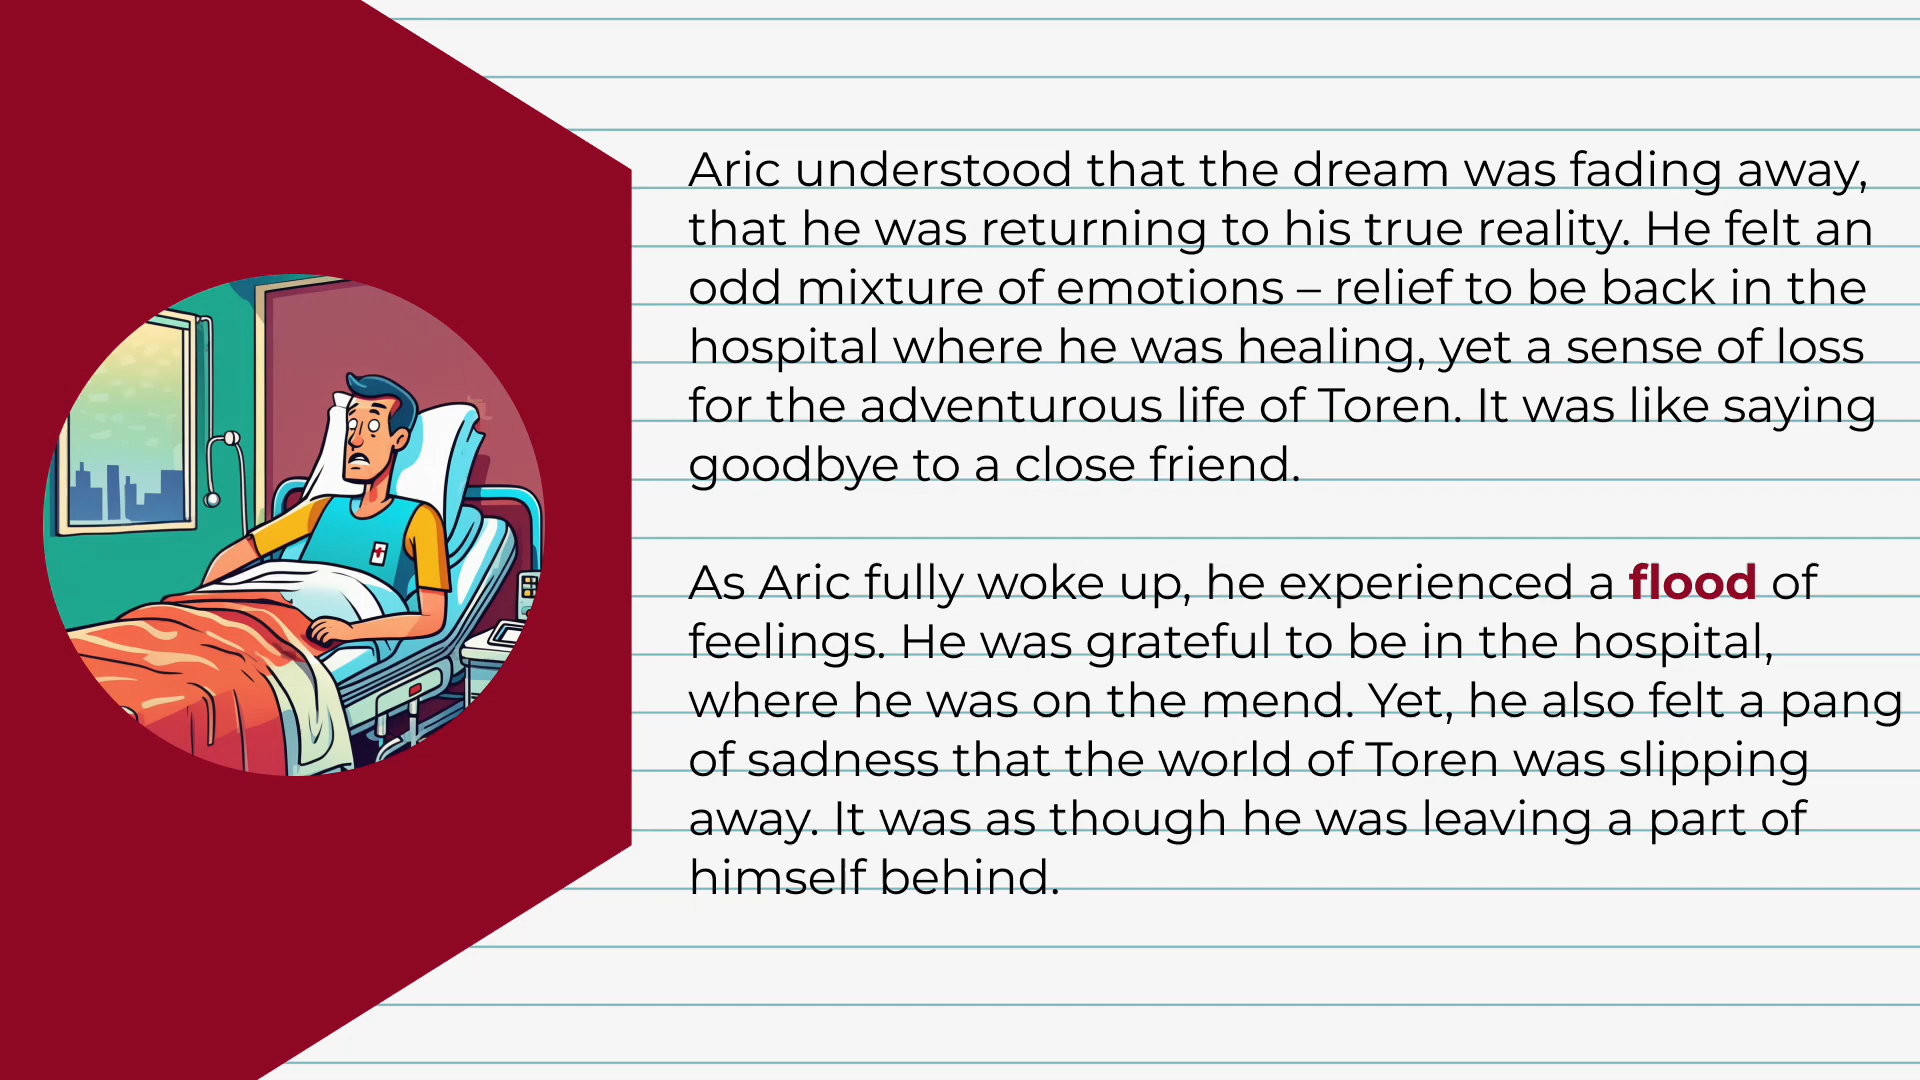 Aric understood that the dream was fading away,
that he was returning to his true reality. He felt an
odd mixture of emotions – relief to be back in the
hospital where he was healing, yet a sense of loss
for the adventurous life of Toren. It was like saying
goodbye to a close friend.
As Aric fully woke up, he experienced a flood of
feelings. He was grateful to be in the hospital,
where he was on the mend. Yet, he also felt a pang
of sadness that the world of Toren was slipping
away. It was as though he was leaving a part of
himself behind.